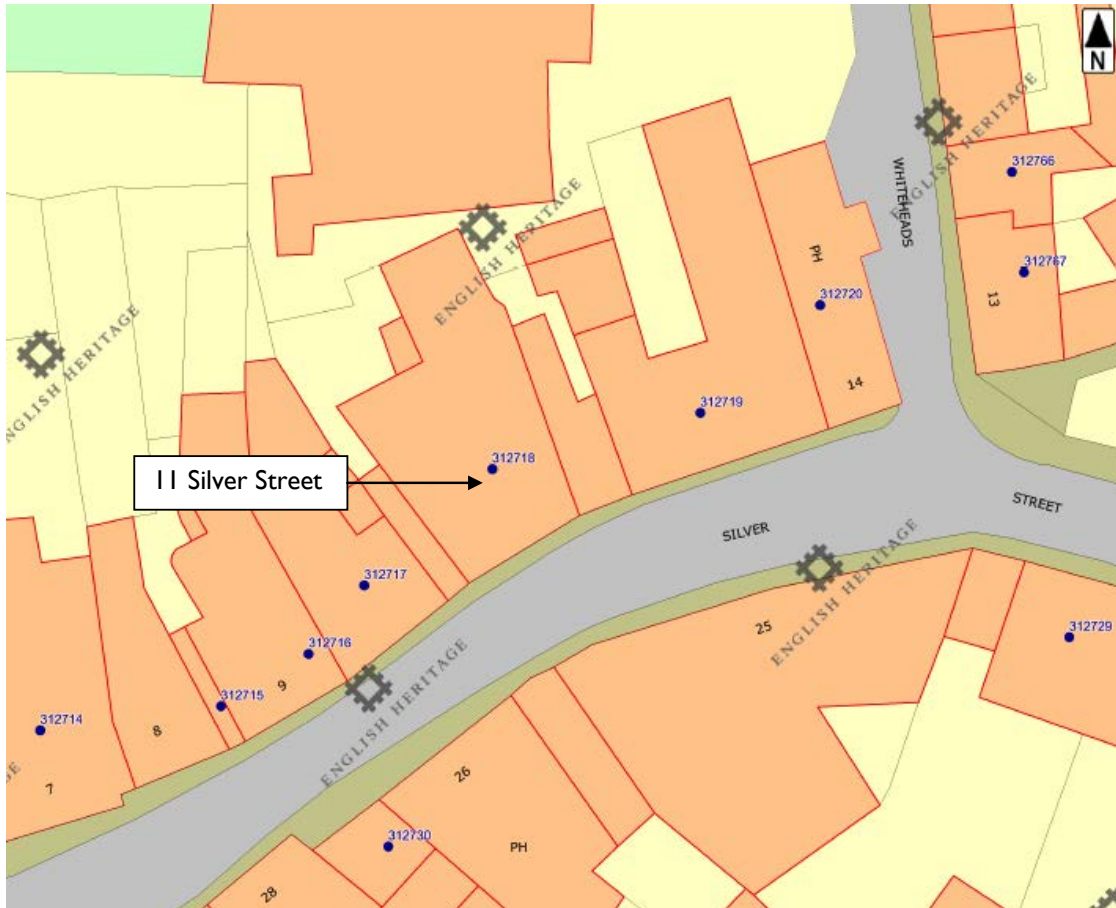 N
ENGLISH HERITAGE
312766
WHITEHEADS
ENGLISH HERITAGE
312767
PH
13
312720
ENGLISH HERITAGE
14
312719
312718
11 Silver Street
STREET
SILVER
312717
25
ENGLISH HERITAGE
312729
312716
9
312715
312714
8
ENGLISH HERITAGE
7
26
312730
PH
28